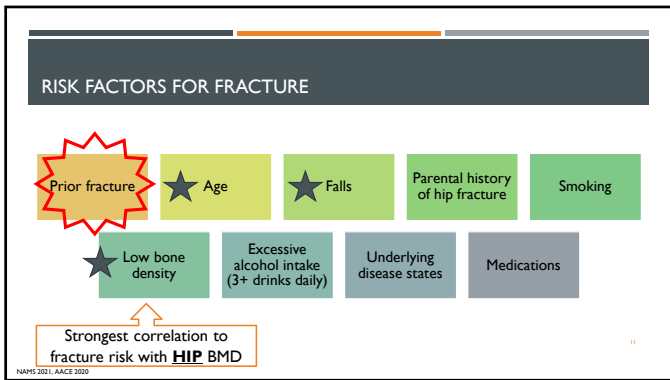 RISK FACTORS FOR FRACTURE
Prior fracture
Age
Falls
Parental history
of hip fracture
Smoking
Low bone
density
Excessive
alcohol intake
(3+ drinks daily)
Underlying
disease states
Medications
Strongest correlation to
fracture risk with HIP BMD
11
NAMS 2021, AACE 2020